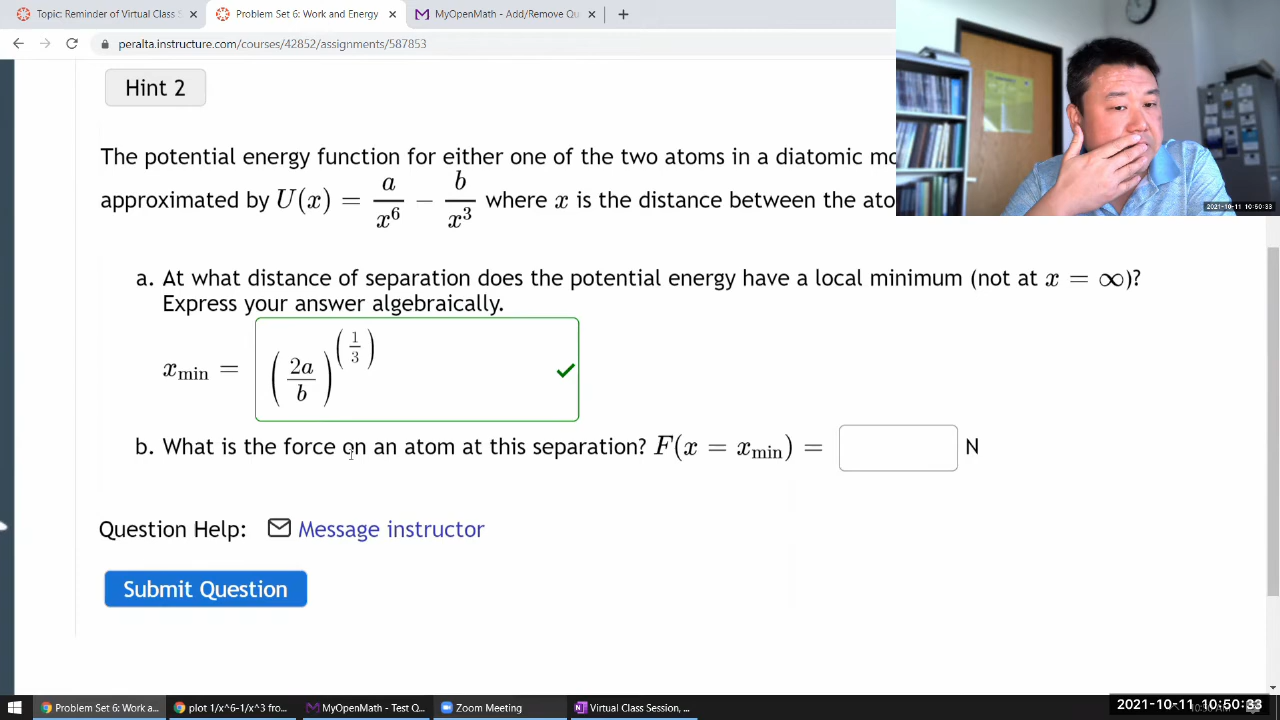 Topic: Reminder of Virtual Class
Problem Set 6: Work and Energy
MyOpenMath - Add/Remove Qu
peralta.instructure.com/courses/42852/assignments/587853
Hint 2
The potential energy function for either one of the two atoms in a diatomic mo
approximated by U(x) = a/x^6 − b/x^3 where x is the distance between the ato
a. At what distance of separation does the potential energy have a local minimum (not at x = ∞)?
Express your answer algebraically.
x_min = (2a/b)^(1/3)
b. What is the force on an atom at this separation? F(x = x_min) = N
Question Help: Message instructor
Submit Question
2021-10-11 10:50:33
Problem Set 6: Work a...
plot 1/x^6-1/x^3 fro...
MyOpenMath - Test Q...
Zoom Meeting
Virtual Class Session, ...
2021-10-11 10:50:33